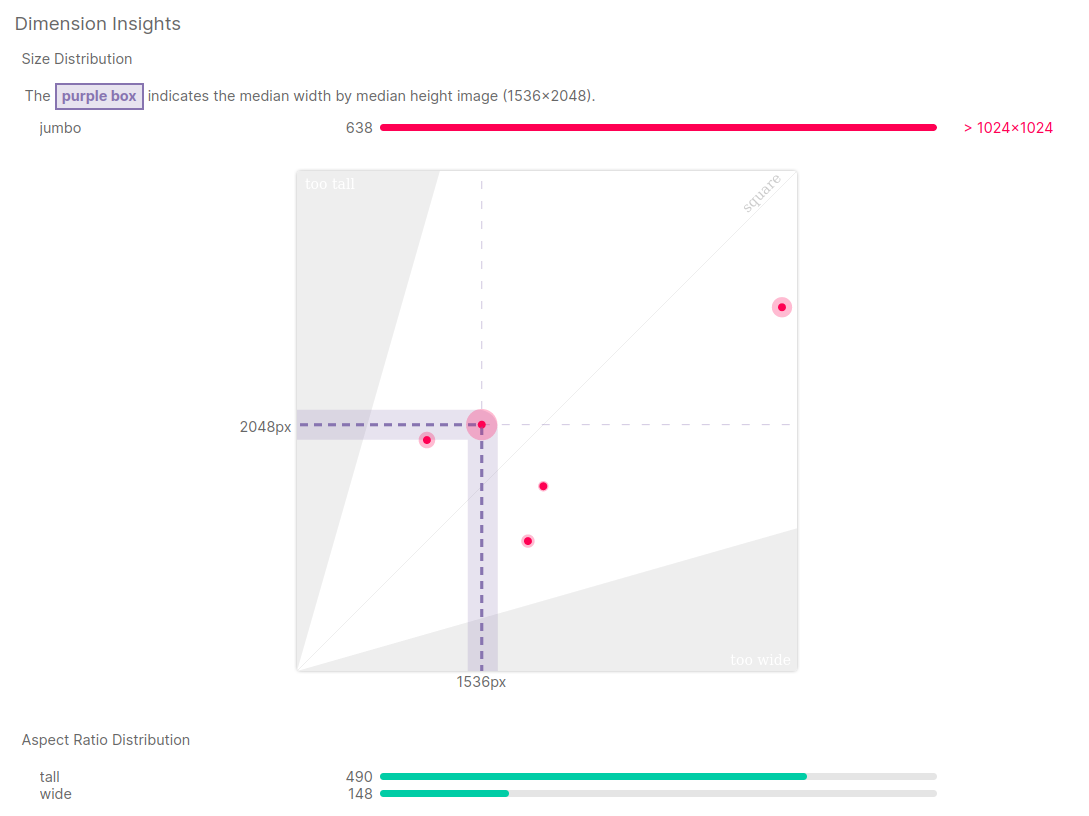 Dimension Insights
Size Distribution
The purple box indicates the median width by median height image (1536×2048).
jumbo 638 > 1024×1024
too tall
square
2048px
too wide
1536px
Aspect Ratio Distribution
tall 490
wide 148